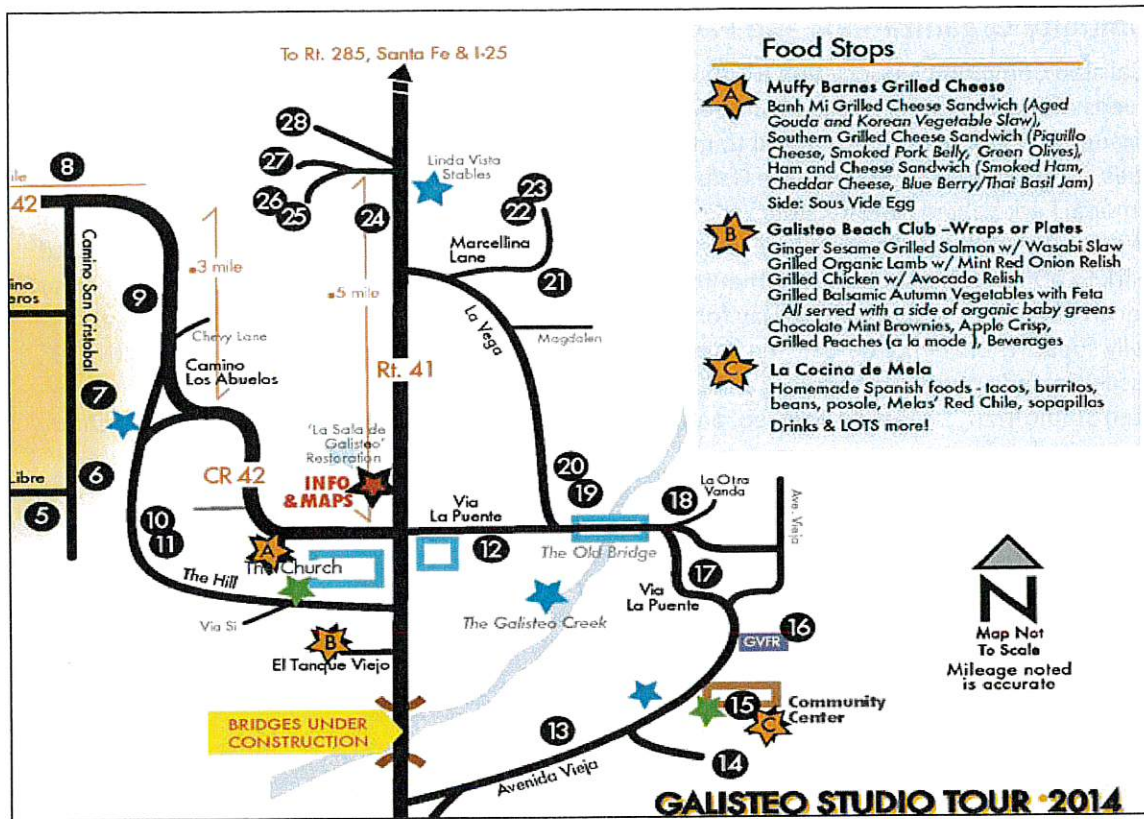 To Rt. 285, Santa Fe & I-25
Food Stops
A
Muffy Barnes Grilled Cheese
Banh Mi Grilled Cheese Sandwich (Aged
Gouda and Korean Vegetable Slaw),
Southern Grilled Cheese Sandwich (Piquillo
Cheese, Smoked Pork Belly, Green Olives),
Ham and Cheese Sandwich (Smoked Ham,
Cheddar Cheese, Blue Berry/Thai Basil Jam)
Side: Sous Vide Egg
B
Galisteo Beach Club –Wraps or Plates
Ginger Sesame Grilled Salmon w/ Wasabi Slaw
Grilled Organic Lamb w/ Mint Red Onion Relish
Grilled Chicken w/ Avocado Relish
Grilled Balsamic Autumn Vegetables with Feta
All served with a side of organic baby greens
Chocolate Mint Brownies, Apple Crisp,
Grilled Peaches (a la mode ), Beverages
C
La Cocina de Mela
Homemade Spanish foods - tacos, burritos,
beans, posole, Melas' Red Chile, sopapillas
Drinks & LOTS more!
28
27
26
25
24
Linda Vista
Stables
23
22
Marcellina
Lane
21
8
42
Camino San Cristobal
.3 mile
.5 mile
9
Chevy Lane
Camino
Los Abuelos
La Vega
Magdalen
Rt. 41
7
'La Sala de
Galisteo'
Restoration
INFO
& MAPS
CR 42
Libre
6
5
10
11
20
19
18
La Otra
Vanda
Ave. Vieja
Via
La Puente
12
The Old Bridge
A
The Church
The Hill
Via Si
17
Via
La Puente
The Galisteo Creek
B
El Tanque Viejo
16
GVFR
15
Community
Center
C
BRIDGES UNDER
CONSTRUCTION
13
14
Avenida Vieja
N
Map Not
To Scale
Mileage noted
is accurate
GALISTEO STUDIO TOUR · 2014